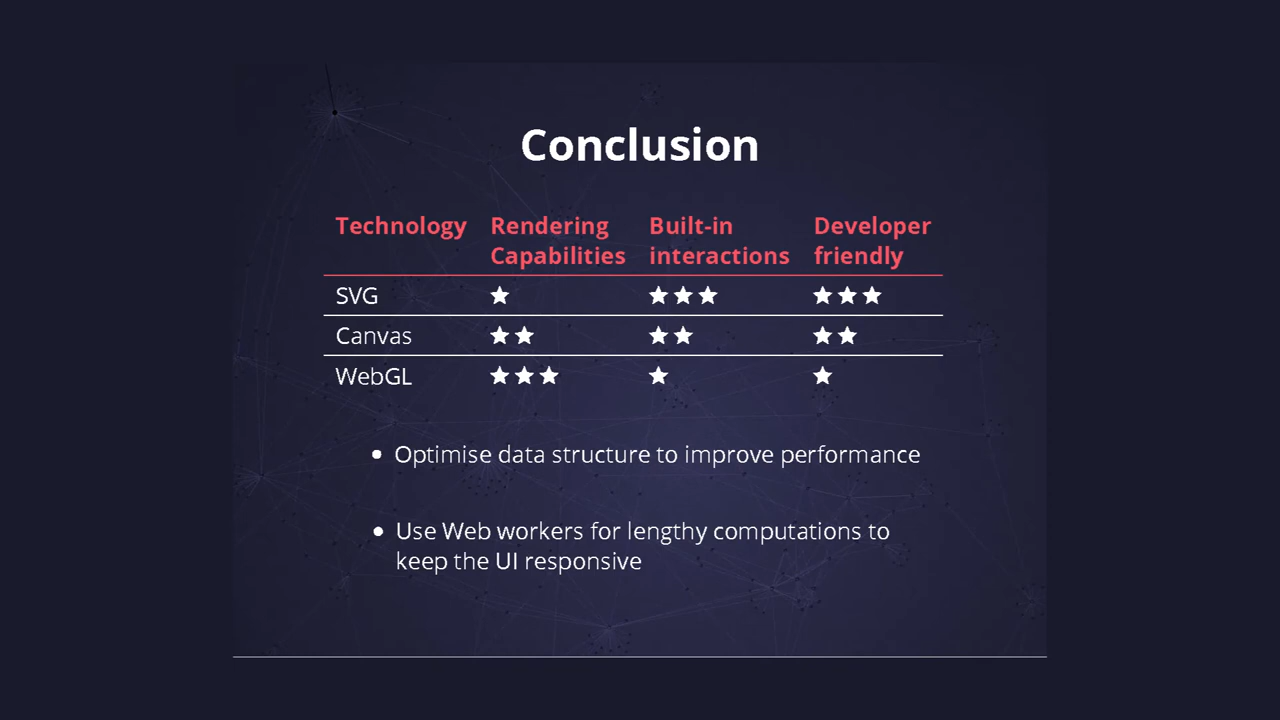 Conclusion
Technology Rendering Capabilities Built-in interactions Developer friendly
SVG ★ ★★★ ★★★
Canvas ★★ ★★ ★★
WebGL ★★★ ★ ★
• Optimise data structure to improve performance
• Use Web workers for lengthy computations to
keep the UI responsive